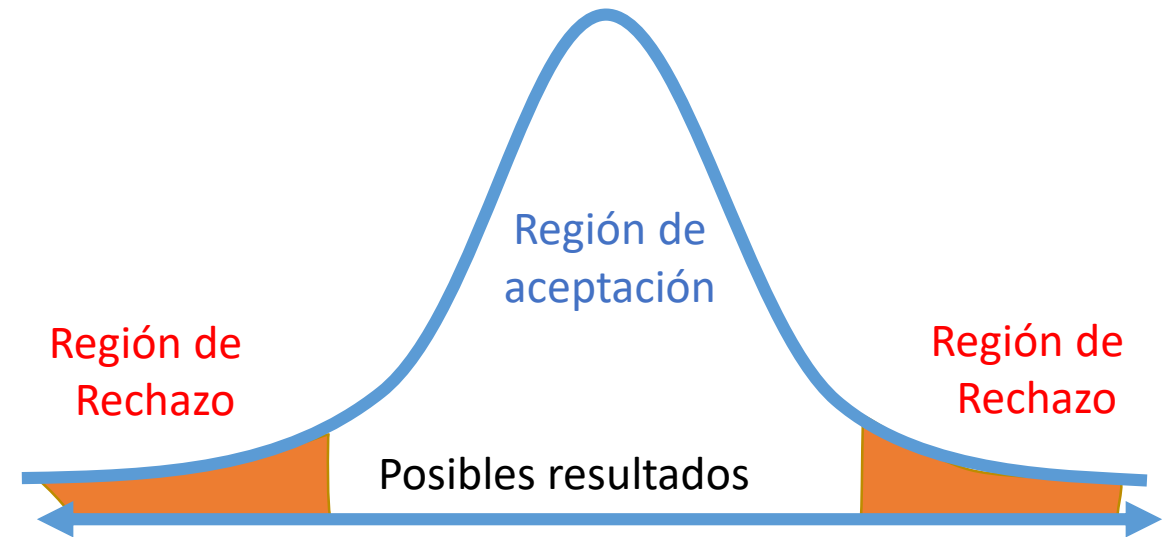 Región de
aceptación
Región de
Rechazo
Región de
Rechazo
Posibles resultados